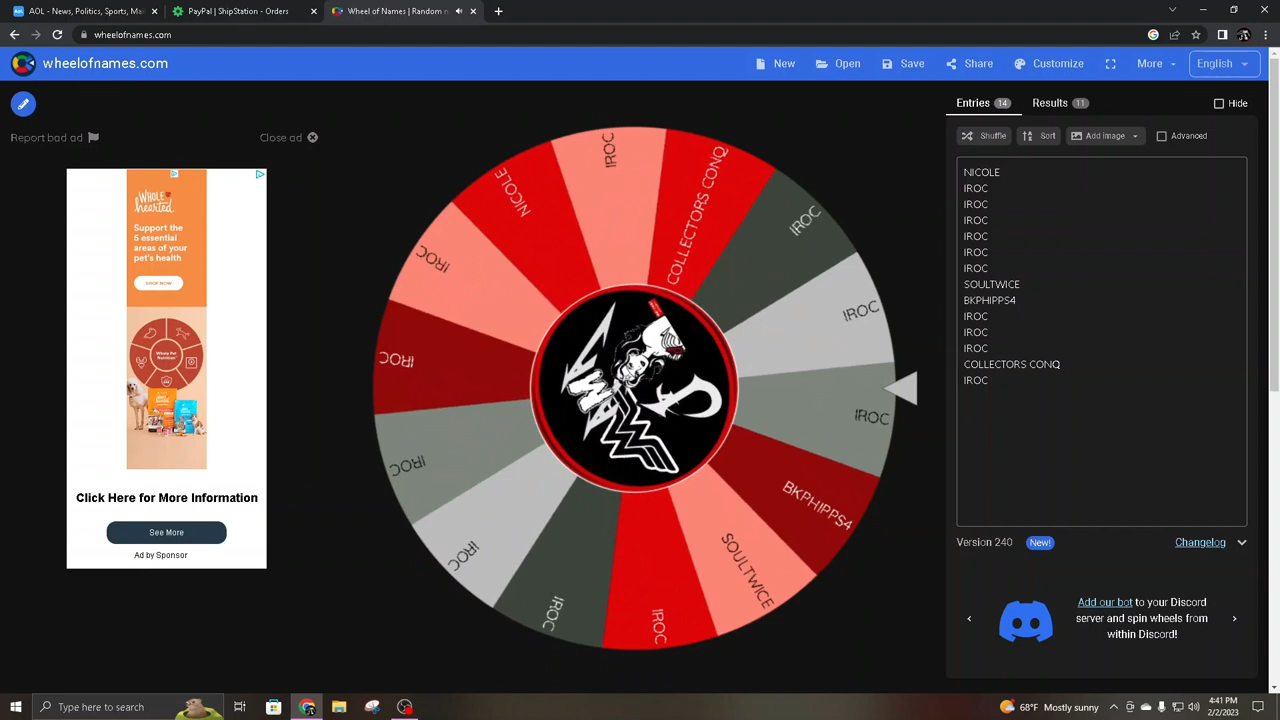 AOL - News, Politics, Sports, Mai
PayPal | ShipStation - Orders
Wheel of Names | Random n
wheelofnames.com
wheelofnames.com
New
Open
Save
Share
Customize
More
English
Report bad ad
Close ad
WHOLE
hearted
Support the
5 essential
areas of your
pet's health
SHOP NOW
Whole Pet
Nutrition
Click Here for More Information
See More
Ad by Sponsor
IROC
COLLECTORS CONQ
IROC
IROC
IROC
BKPHIPPS4
SOULTWICE
IROC
IROC
IROC
IROC
IROC
IROC
NICOLE
Entries 14
Results 11
Hide
Shuffle
Sort
Add image
Advanced
NICOLE
IROC
IROC
IROC
IROC
IROC
IROC
SOULTWICE
BKPHIPPS4
IROC
IROC
IROC
COLLECTORS CONQ
IROC
Version 240
New!
Changelog
Add our bot to your Discord
server and spin wheels from
within Discord!
Type here to search
68°F Mostly sunny
4:41 PM
2/2/2023